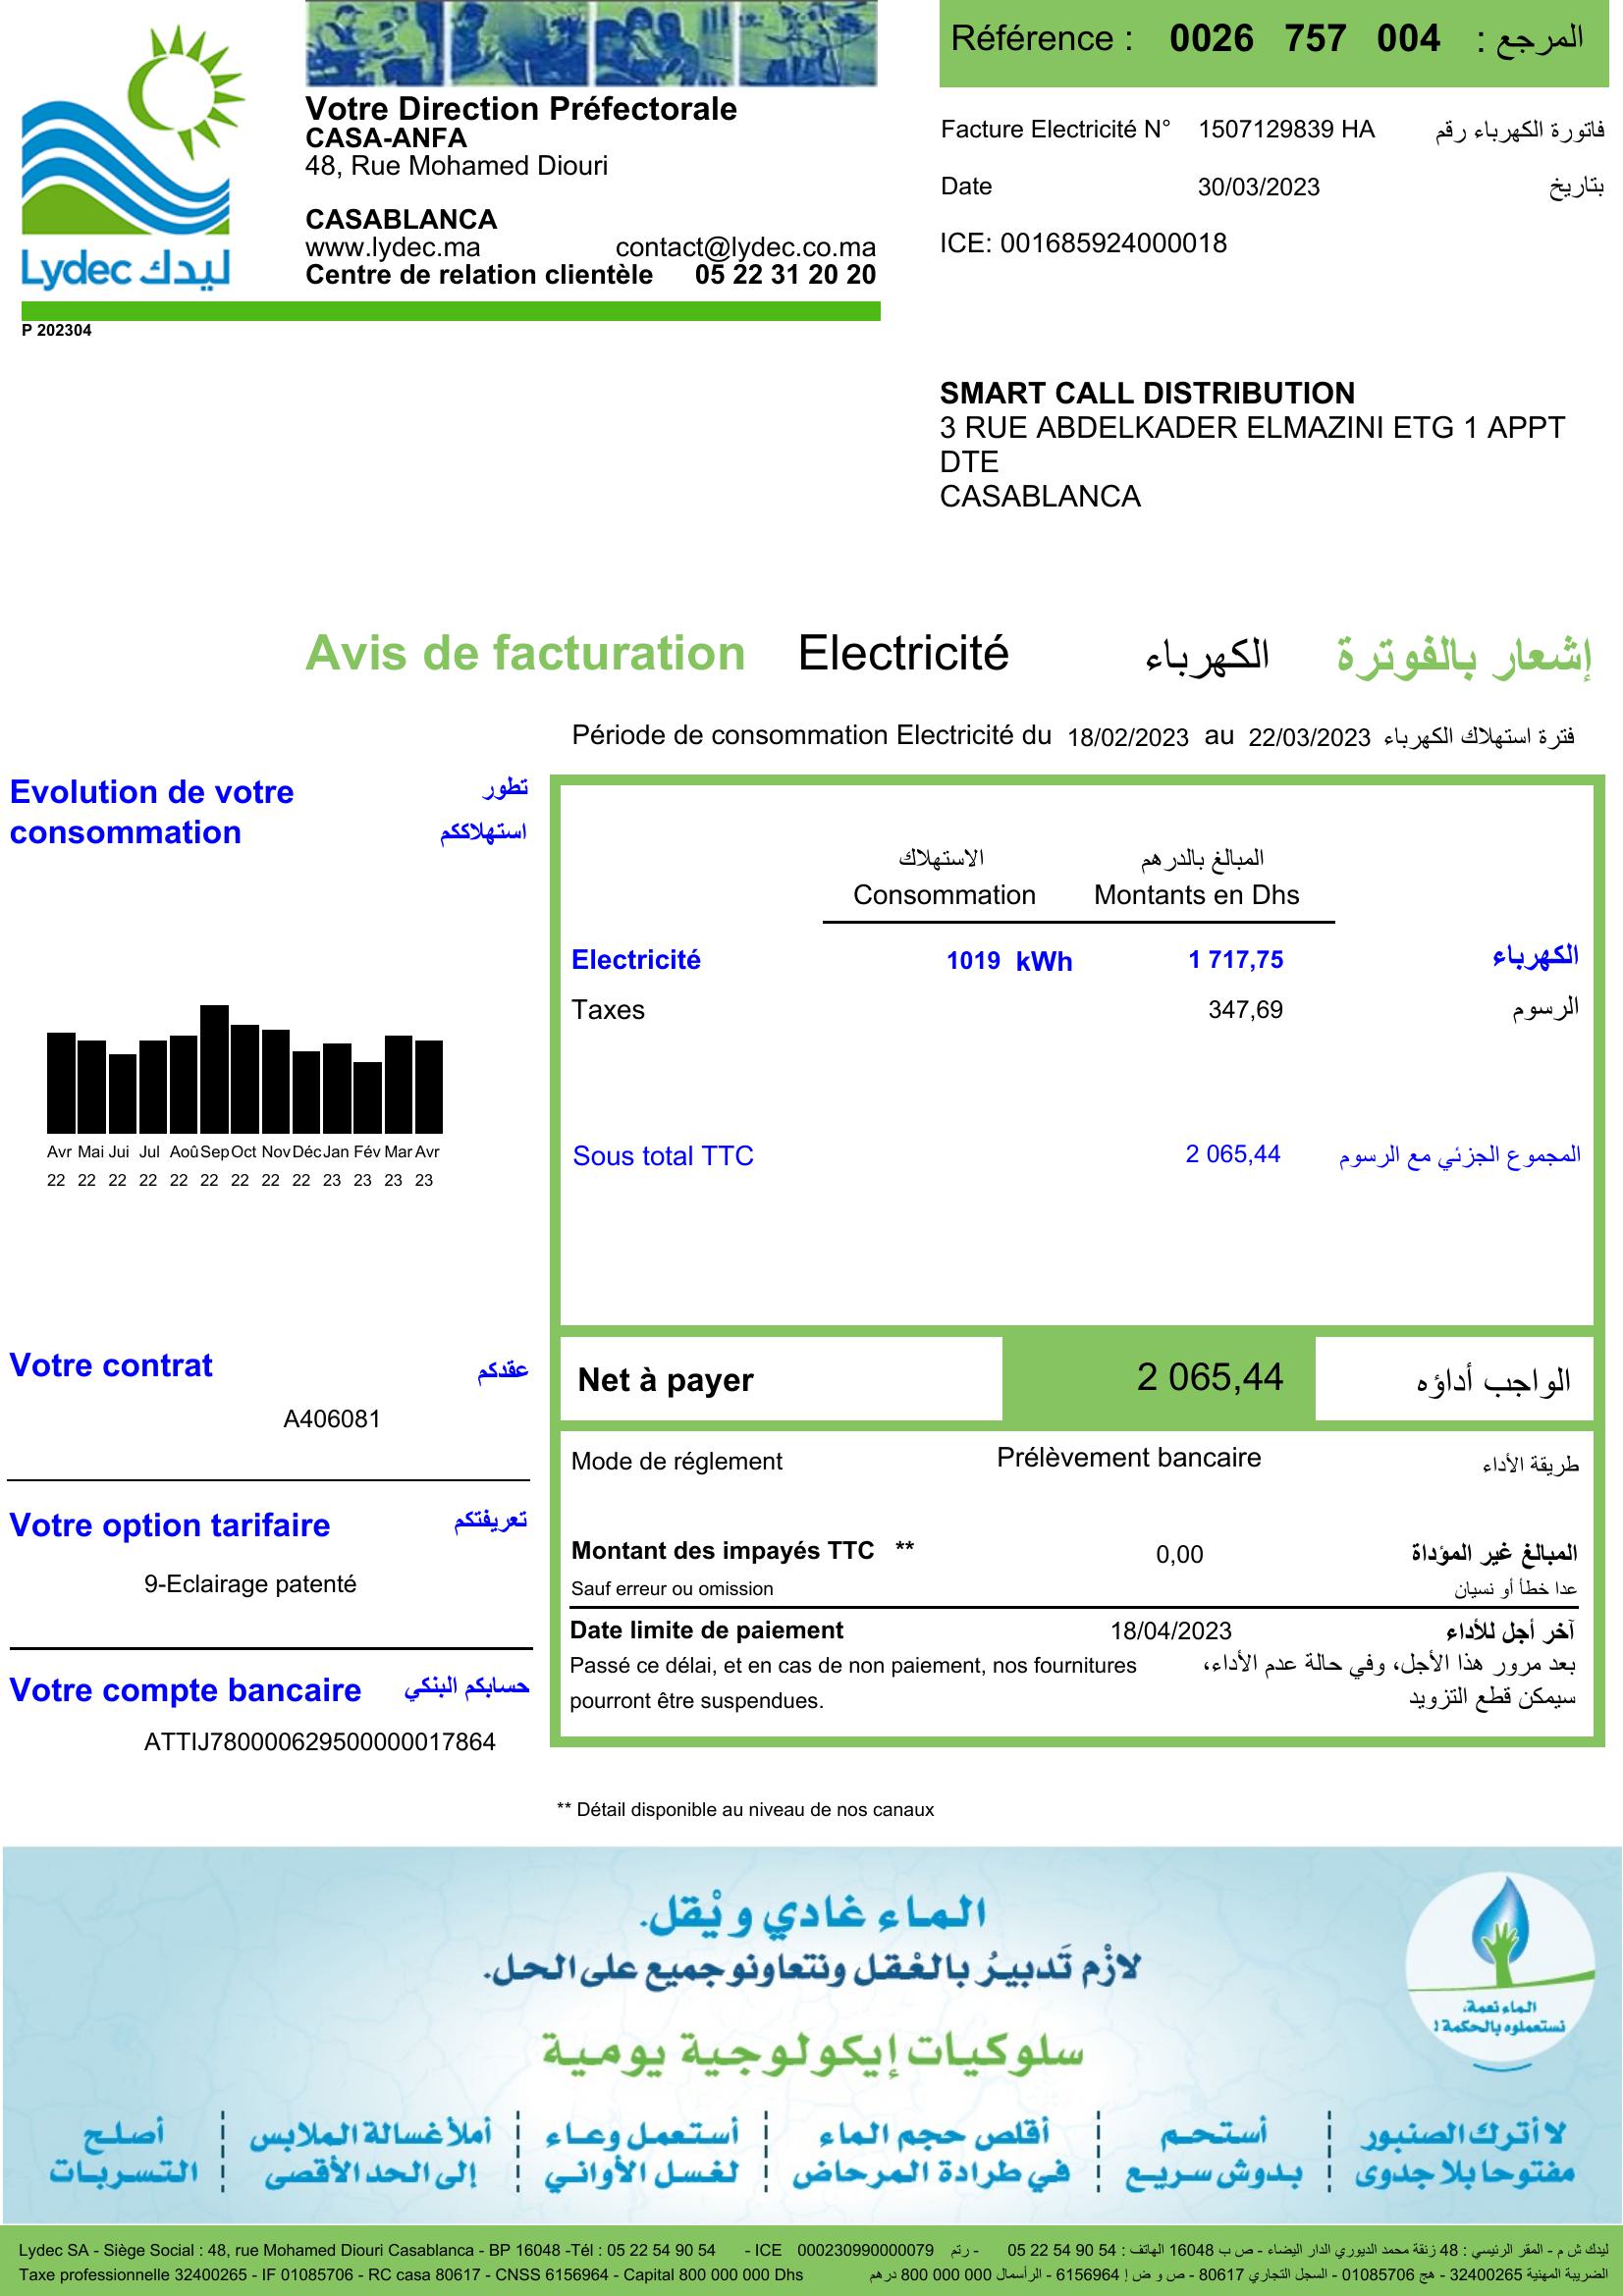 Référence : 0026 757 004 المرجع :
Votre Direction Préfectorale
CASA-ANFA
48, Rue Mohamed Diouri
CASABLANCA
www.lydec.ma contact@lydec.co.ma
Centre de relation clientèle 05 22 31 20 20
Lydec ليدك
P 202304
Facture Electricité N° 1507129839 HA فاتورة الكهرباء رقم
Date 30/03/2023 بتاريخ
ICE: 001685924000018
SMART CALL DISTRIBUTION
3 RUE ABDELKADER ELMAZINI ETG 1 APPT
DTE
CASABLANCA
Avis de facturation Electricité الكهرباء إشعار بالفوترة
Période de consommation Electricité du 18/02/2023 au 22/03/2023 فترة استهلاك الكهرباء
Evolution de votre تطور
consommation استهلاككم
Avr Mai Jui Jul Aoû Sep Oct Nov Déc Jan Fév Mar Avr
22 22 22 22 22 22 22 22 22 23 23 23 23
الاستهلاك المبالغ بالدرهم
Consommation Montants en Dhs
Electricité 1019 kWh 1 717,75 الكهرباء
Taxes 347,69 الرسوم
Sous total TTC 2 065,44 المجموع الجزئي مع الرسوم
Net à payer 2 065,44 الواجب أداؤه
Votre contrat عقدكم
A406081
Votre option tarifaire تعريفتكم
9-Eclairage patenté
Votre compte bancaire حسابكم البنكي
ATTIJ780000629500000017864
Mode de réglement Prélèvement bancaire طريقة الأداء
Montant des impayés TTC ** 0,00 المبالغ غير المؤداة
Sauf erreur ou omission عدا خطأ أو نسيان
Date limite de paiement 18/04/2023 آخر أجل للأداء
Passé ce délai, et en cas de non paiement, nos fournitures بعد مرور هذا الأجل، وفي حالة عدم الأداء،
pourront être suspendues. سيمكن قطع التزويد
** Détail disponible au niveau de nos canaux
الماء غادي ويْقل.
لازْم تَدبيرُ بالعْقل ونتعاونو جميع على الحل.
الماء نعمة،
نستعملوه بالحكمة !
سلوكيات إيكولوجية يومية
لا أترك الصنبور
مفتوحا بلا جدوى
أستحم
بدوش سريع
أقلص حجم الماء
في طرادة المرحاض
أستعمل وعاء
لغسل الأواني
أملأ غسالة الملابس
إلى الحد الأقصى
أصلح
التسربات
Lydec SA - Siège Social : 48, rue Mohamed Diouri Casablanca - BP 16048 -Tél : 05 22 54 90 54 - ICE 000230990000079 رتم - ليدك ش م - المقر الرئيسي : 48 زنقة محمد الديوري الدار اليضاء - ص ب 16048 الهاتف : 05 22 54 90 54
Taxe professionnelle 32400265 - IF 01085706 - RC casa 80617 - CNSS 6156964 - Capital 800 000 000 Dhs الضريبة المهنية 32400265 - هج 01085706 - السجل التجاري 80617 - ص و ض إ 6156964 - الرأسمال 000 000 800 درهم